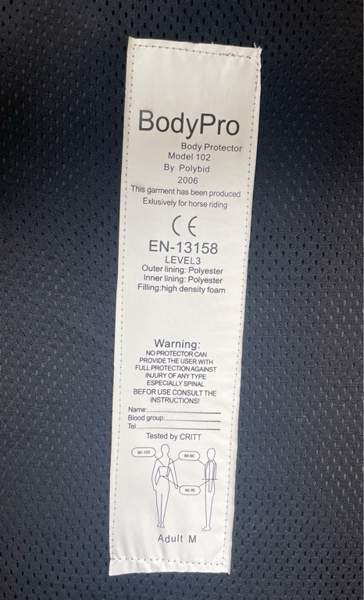 BodyPro
Body Protector
Model 102
By Polybid
2006
This garment has been produced
Exlusively for horse riding
CE
EN-13158
LEVEL3
Outer lining: Polyester
Inner lining: Polyester
Filling:high density foam
Warning:
NO PROTECTOR CAN
PROVIDE THE USER WITH
FULL PROTECTION AGAINST
INJURY OF ANY TYPE
ESPECIALLY SPINAL
BEFOR USE CONSULT THE
INSTRUCTIONS!
Name:
Blood group:
Tel
Tested by CRITT
Adult M